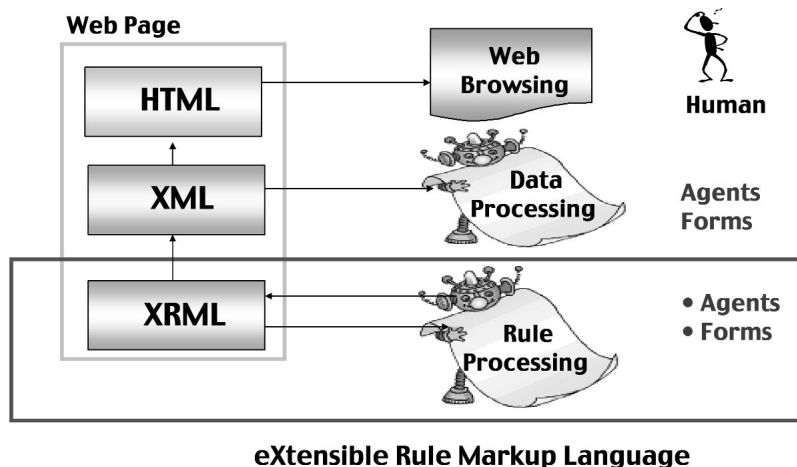 Web Page
HTML
Web
Browsing
Human
XML
Data
Processing
Agents
Forms
XRML
Rule
Processing
• Agents
• Forms
eXtensible Rule Markup Language